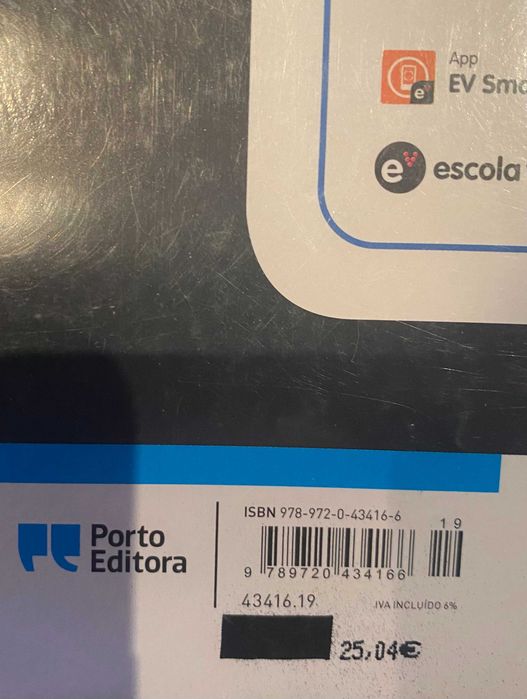 App
EV Sma
escola
Porto
Editora
ISBN 978-972-0-43416-6
19
9 789720 434166
43416.19
IVA INCLUÍDO 6%
25,04€